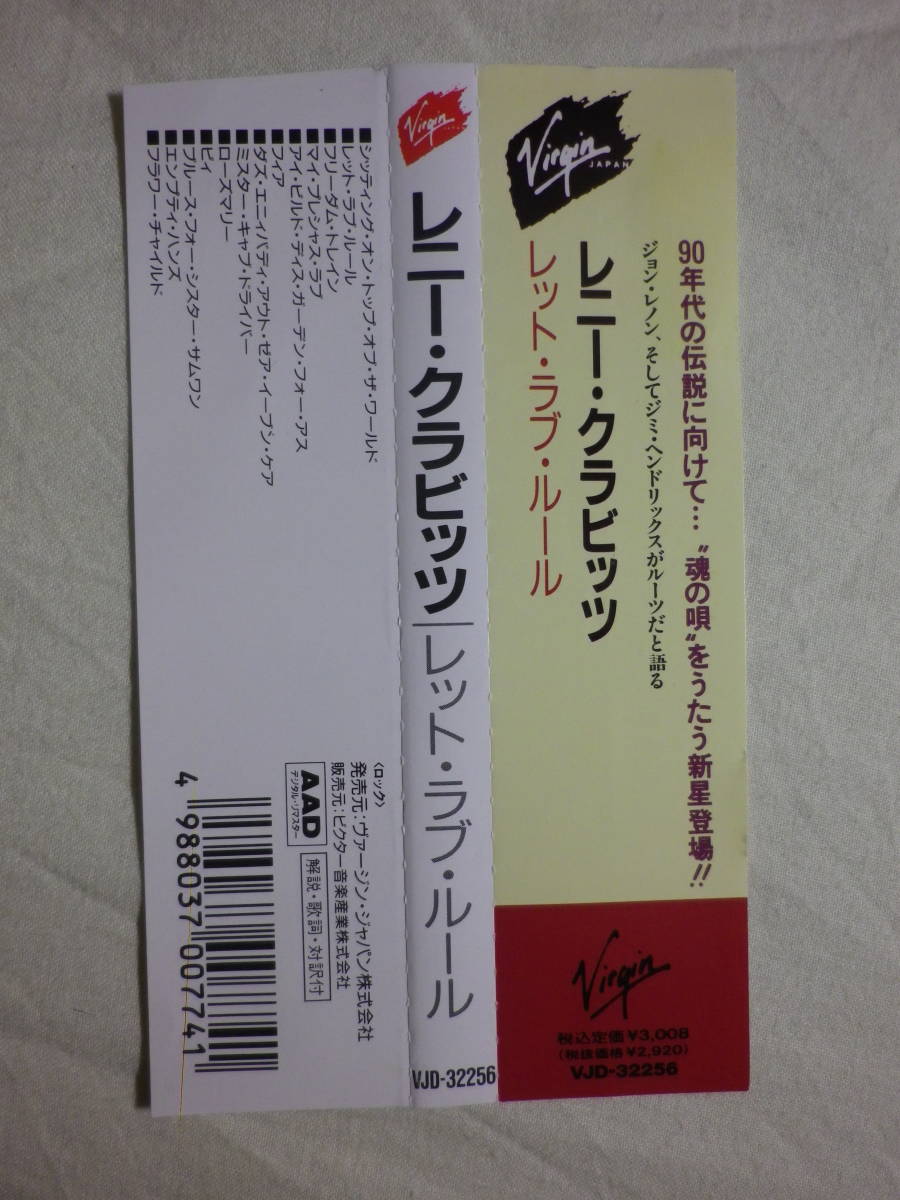 Virgin
JAPAN
90年代の伝説に向けて…〝魂の唄〟をうたう新星登場!!
ジョン・レノン、そしてジミ・ヘンドリックスがルーツだと語る
レニー・クラビッツ
レット・ラブ・ルール
Virgin
税込定価¥3,008
(税抜価格¥2,920)
VJD-32256
Virgin
レニー・クラビッツ|レット・ラブ・ルール
VJD-32256
■シッティング・オン・トップ・オブ・ザ・ワールド
■レット・ラブ・ルール
■フリーダム・トレイン
■マイ・プレシャス・ラブ
■アイ・ビルド・ディス・ガーデン・フォー・アス
■フィア
■ダズ・エニィバディ・アウト・ゼア・イーブン・ケア
■ミスター・キャブ・ドライバー
■ローズマリー
■ビィ
■ブルース・フォー・シスター・サムワン
■エンプティ・ハンズ
■フラワー・チャイルド
〈ロック〉
発売元:ヴァージン・ジャパン株式会社
販売元:ビクター音楽産業株式会社
AAD
デジタル・リマスター
解説・歌詞・対訳付
4 988037 007741